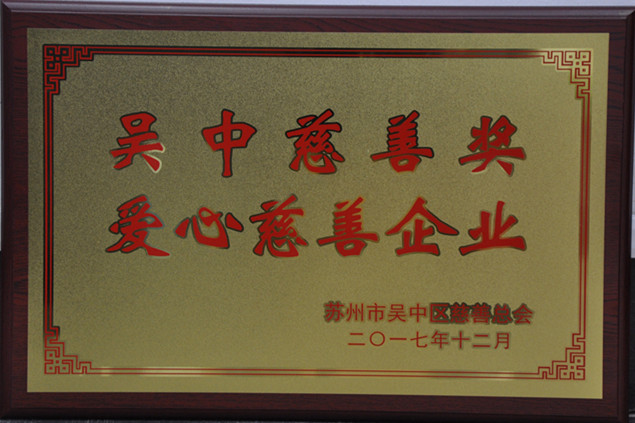 吴中慈善奖
爱心慈善企业
苏州市吴中区慈善总会
二〇一七年十二月